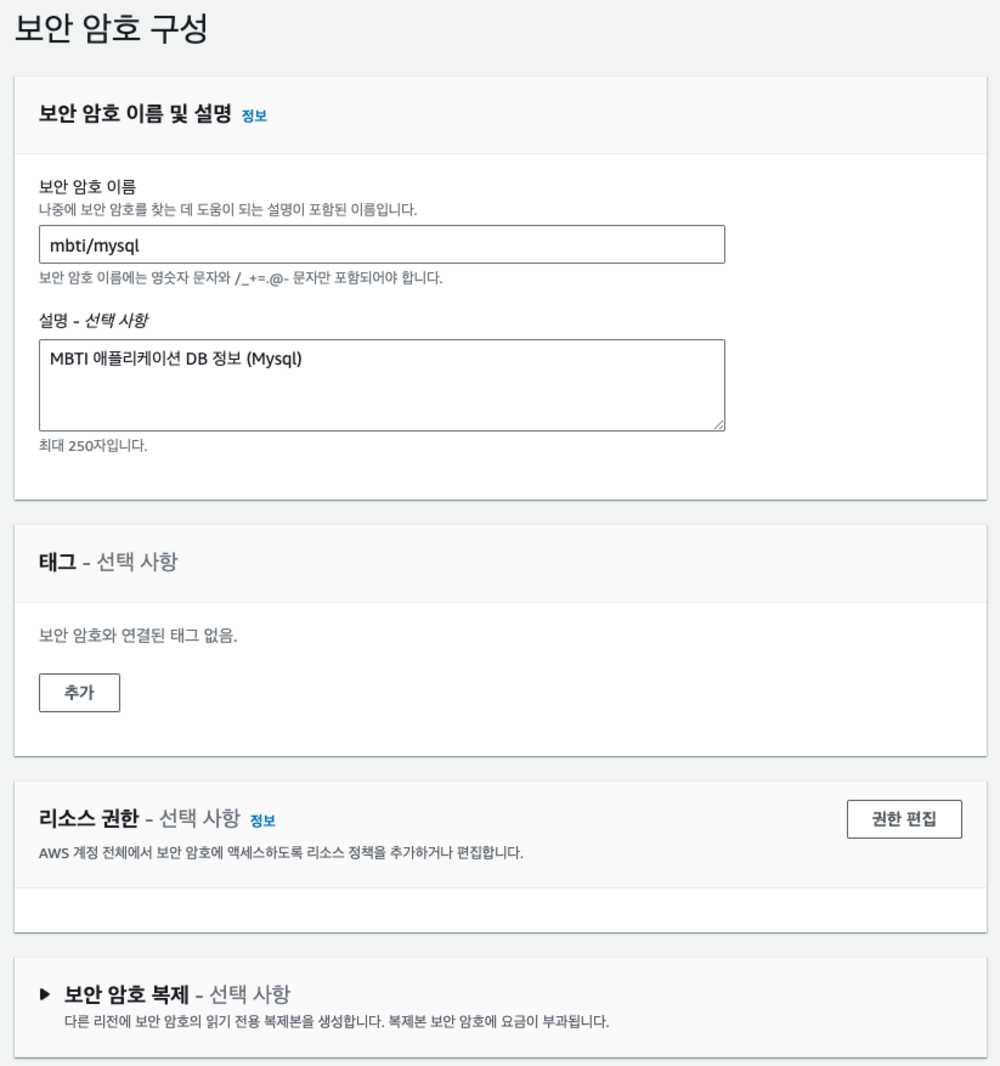 보안 암호 구성
보안 암호 이름 및 설명 정보
보안 암호 이름
나중에 보안 암호를 찾는 데 도움이 되는 설명이 포함된 이름입니다.
mbti/mysql
보안 암호 이름에는 영숫자 문자와 /_+=.@- 문자만 포함되어야 합니다.
설명 - 선택 사항
MBTI 애플리케이션 DB 정보 (Mysql)
최대 250자입니다.
태그 - 선택 사항
보안 암호와 연결된 태그 없음.
추가
리소스 권한 - 선택 사항 정보
권한 편집
AWS 계정 전체에서 보안 암호에 액세스하도록 리소스 정책을 추가하거나 편집합니다.
보안 암호 복제 - 선택 사항
다른 리전에 보안 암호의 읽기 전용 복제본을 생성합니다. 복제본 보안 암호에 요금이 부과됩니다.